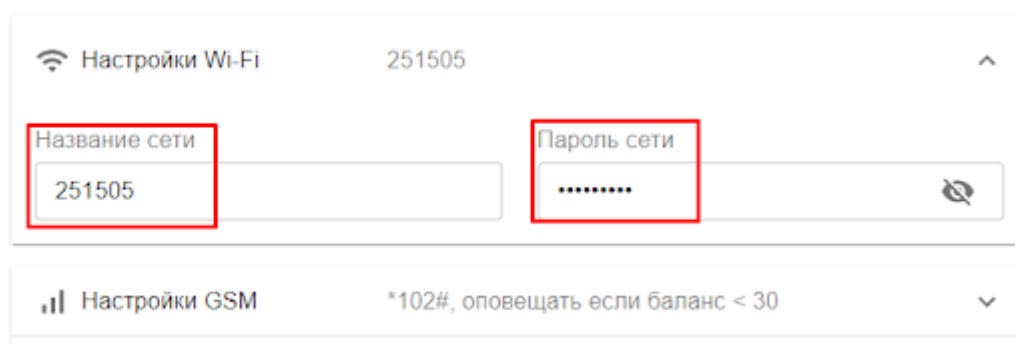 Настройки Wi-Fi 251505
Название сети Пароль сети
251505 •••••••••
Настройки GSM *102#, оповещать если баланс < 30